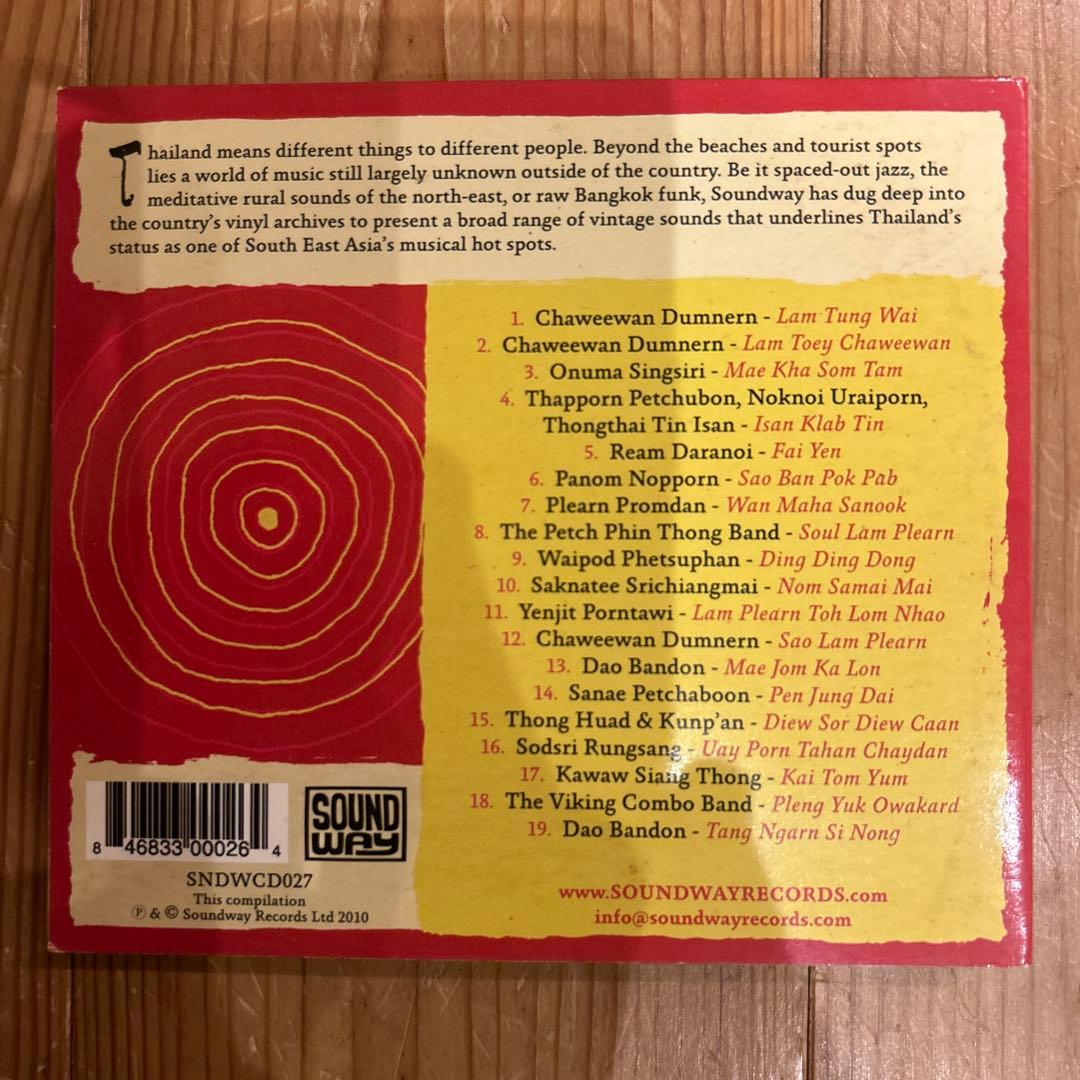 Thailand means different things to different people. Beyond the beaches and tourist spots
lies a world of music still largely unknown outside of the country. Be it spaced-out jazz, the
meditative rural sounds of the north-east, or raw Bangkok funk, Soundway has dug deep into
the country's vinyl archives to present a broad range of vintage sounds that underlines Thailand's
status as one of South East Asia's musical hot spots.
1. Chaweewan Dumnern - Lam Tung Wai
2. Chaweewan Dumnern - Lam Toey Chaweewan
3. Onuma Singsiri - Mae Kha Som Tam
4. Thapporn Petchubon, Noknoi Uraiporn,
Thongthai Tin Isan - Isan Klab Tin
5. Ream Daranoi - Fai Yen
6. Panom Nopporn - Sao Ban Pok Pab
7. Plearn Promdan - Wan Maha Sanook
8. The Petch Phin Thong Band - Soul Lam Plearn
9. Waipod Phetsuphan - Ding Ding Dong
10. Saknatee Srichiangmai - Nom Samai Mai
11. Yenjit Porntawi - Lam Plearn Toh Lom Nhao
12. Chaweewan Dumnern - Sao Lam Plearn
13. Dao Bandon - Mae Jom Ka Lon
14. Sanae Petchaboon - Pen Jung Dai
15. Thong Huad & Kunp'an - Diew Sor Diew Caan
16. Sodsri Rungsang - Uay Porn Tahan Chaydan
17. Kawaw Siang Thong - Kai Tom Yum
18. The Viking Combo Band - Pleng Yuk Owakard
19. Dao Bandon - Tang Ngarn Si Nong
8 46833 00026 4
SOUND
WAY
SNDWCD027
This compilation
℗ & © Soundway Records Ltd 2010
www.SOUNDWAYRECORDS.com
info@soundwayrecords.com